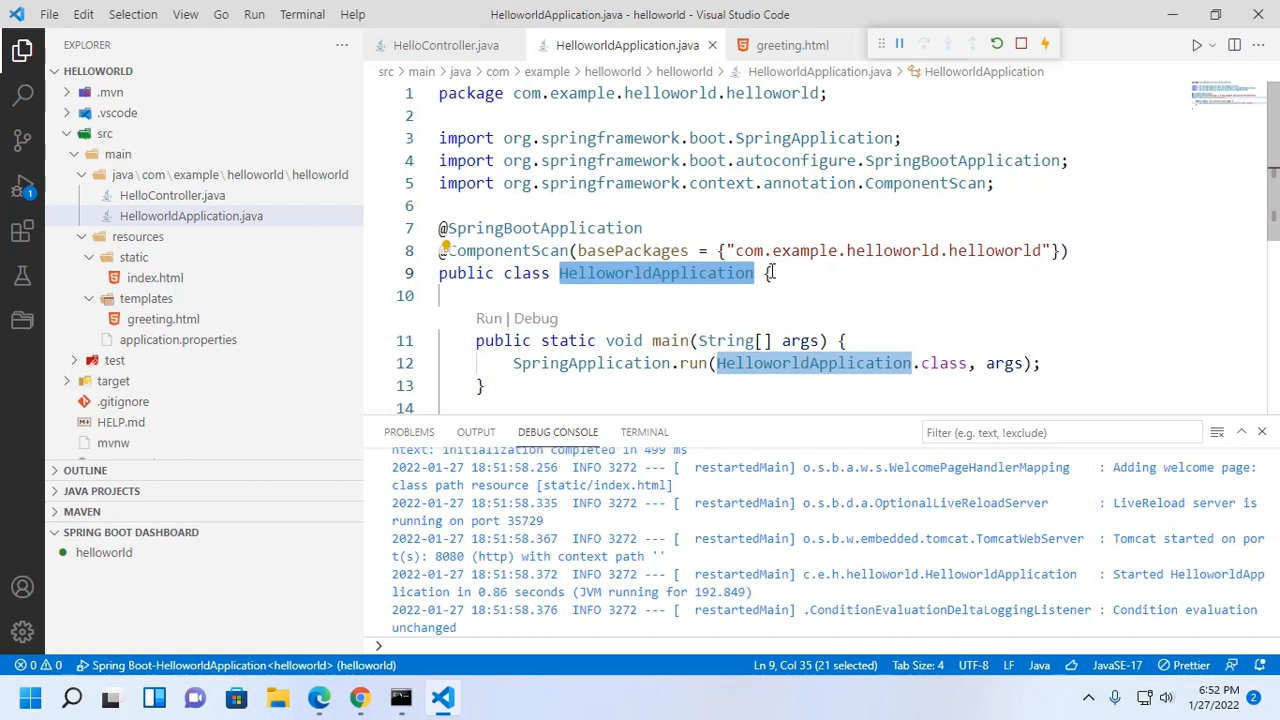 File Edit Selection View Go Run Terminal Help HelloworldApplication.java - helloworld - Visual Studio Code
EXPLORER
HELLOWORLD
.mvn
.vscode
src
main
java\com\example\helloworld\helloworld
HelloController.java
HelloworldApplication.java
resources
static
index.html
templates
greeting.html
application.properties
test
target
.gitignore
HELP.md
mvnw
OUTLINE
JAVA PROJECTS
MAVEN
SPRING BOOT DASHBOARD
helloworld
1
HelloController.java HelloworldApplication.java greeting.html
src > main > java > com > example > helloworld > helloworld > HelloworldApplication.java > HelloworldApplication
1 package com.example.helloworld.helloworld;
2
3 import org.springframework.boot.SpringApplication;
4 import org.springframework.boot.autoconfigure.SpringBootApplication;
5 import org.springframework.context.annotation.ComponentScan;
6
7 @SpringBootApplication
8 @ComponentScan(basePackages = {"com.example.helloworld.helloworld"})
9 public class HelloworldApplication {
10
Run | Debug
11 public static void main(String[] args) {
12 SpringApplication.run(HelloworldApplication.class, args);
13 }
14
PROBLEMS OUTPUT DEBUG CONSOLE TERMINAL Filter (e.g. text, !exclude)
ntext: initialization completed in 499 ms
2022-01-27 18:51:58.256 INFO 3272 --- [ restartedMain] o.s.b.a.w.s.WelcomePageHandlerMapping : Adding welcome page:
class path resource [static/index.html]
2022-01-27 18:51:58.335 INFO 3272 --- [ restartedMain] o.s.b.d.a.OptionalLiveReloadServer : LiveReload server is
running on port 35729
2022-01-27 18:51:58.367 INFO 3272 --- [ restartedMain] o.s.b.w.embedded.tomcat.TomcatWebServer : Tomcat started on por
t(s): 8080 (http) with context path ''
2022-01-27 18:51:58.372 INFO 3272 --- [ restartedMain] c.e.h.helloworld.HelloworldApplication : Started HelloworldApp
lication in 0.86 seconds (JVM running for 192.849)
2022-01-27 18:51:58.376 INFO 3272 --- [ restartedMain] .ConditionEvaluationDeltaLoggingListener : Condition evaluation
unchanged
>
0 0 Spring Boot-HelloworldApplication<helloworld> (helloworld) Ln 9, Col 35 (21 selected) Tab Size: 4 UTF-8 LF Java JavaSE-17 Prettier
6:52 PM
1/27/2022
2